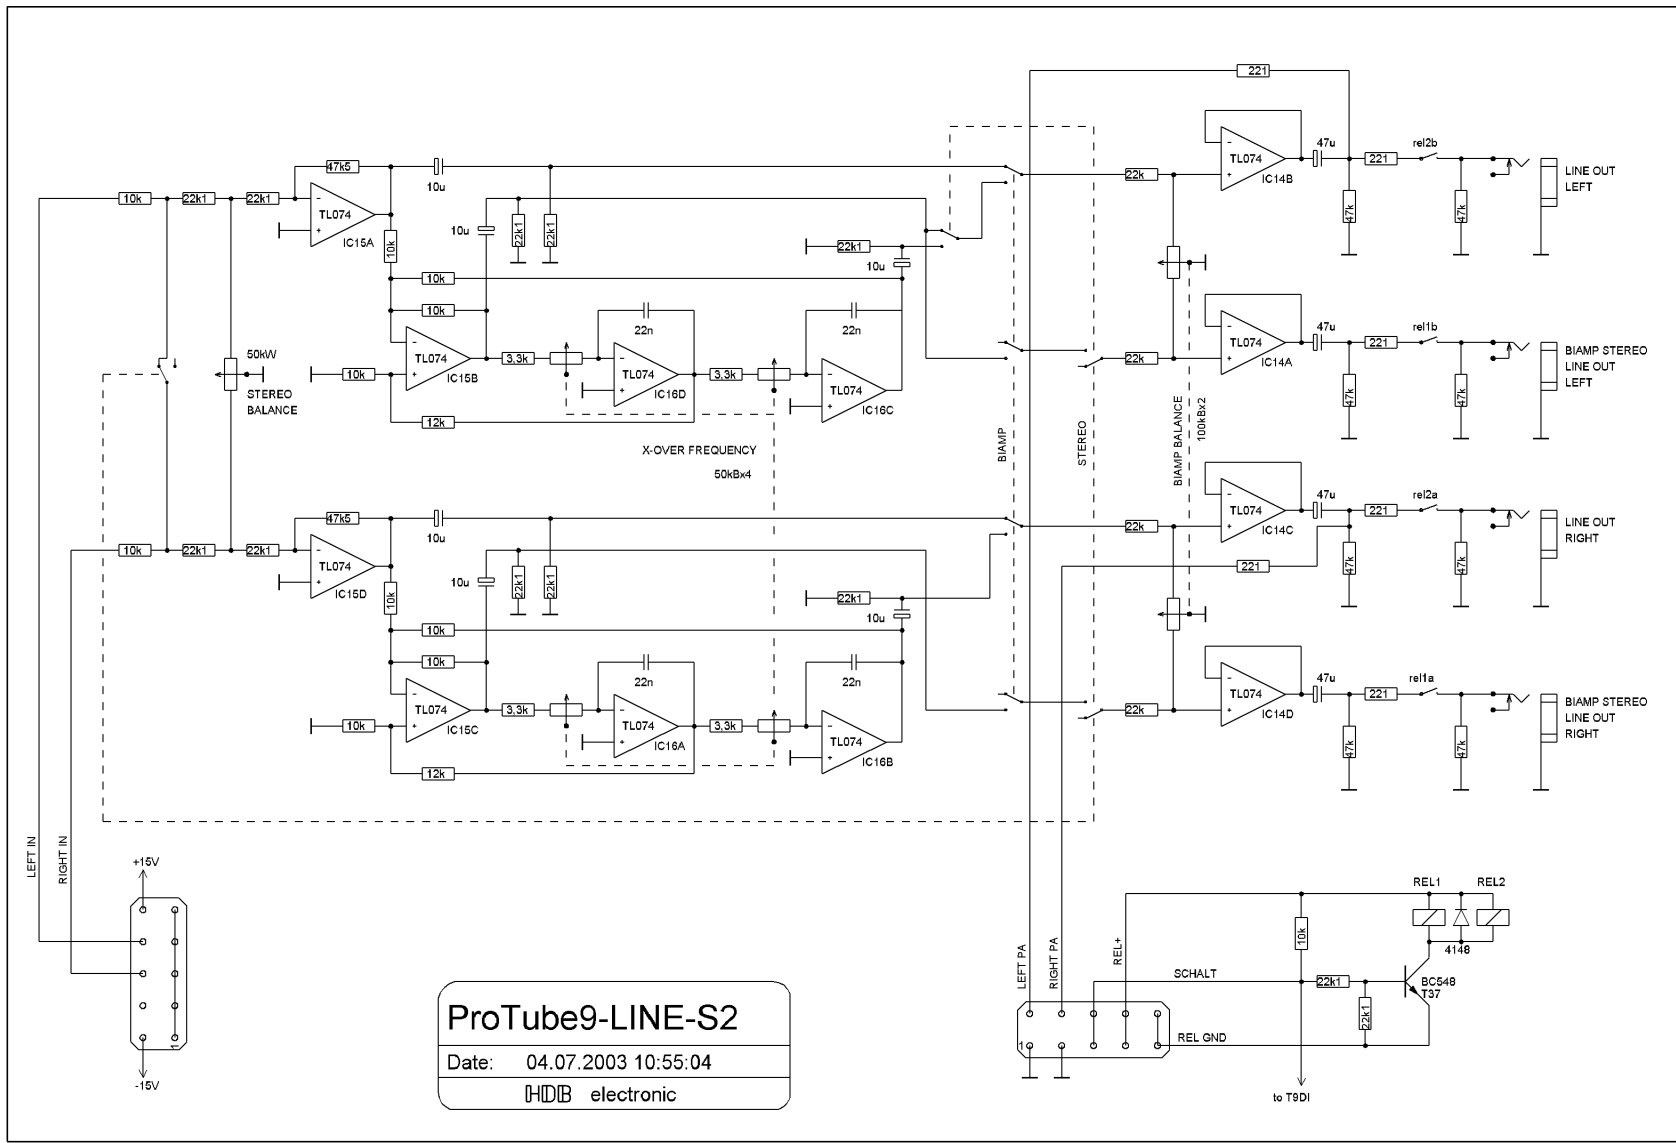 221
47k5
10u
10k
22k1
22k1
TL074
IC15A
10k
10u
22k1
22k1
22k1
10u
10k
10k
22n
22n
50kW
STEREO
BALANCE
10k
TL074
IC15B
3,3k
TL074
IC16D
3,3k
TL074
IC16C
12k
X-OVER FREQUENCY
50kBx4
BIAMP
STEREO
BIAMP BALANCE
100kBx2
22k
TL074
IC14B
47u
221
rel2b
47k
47k
LINE OUT
LEFT
22k
TL074
IC14A
47u
221
rel1b
47k
47k
BIAMP STEREO
LINE OUT
LEFT
47k5
10u
10k
22k1
22k1
TL074
IC15D
10k
10u
22k1
22k1
22k1
10u
10k
10k
22n
22n
10k
TL074
IC15C
3,3k
TL074
IC16A
3,3k
TL074
IC16B
12k
22k
TL074
IC14C
47u
221
rel2a
221
47k
47k
LINE OUT
RIGHT
22k
TL074
IC14D
47u
221
rel1a
47k
47k
BIAMP STEREO
LINE OUT
RIGHT
LEFT IN
RIGHT IN
+15V
1
-15V
ProTube9-LINE-S2
Date: 04.07.2003 10:55:04
HDB electronic
LEFT PA
RIGHT PA
REL+
SCHALT
REL GND
1
10k
22k1
22k1
REL1
REL2
4148
BC548
T37
to T9DI